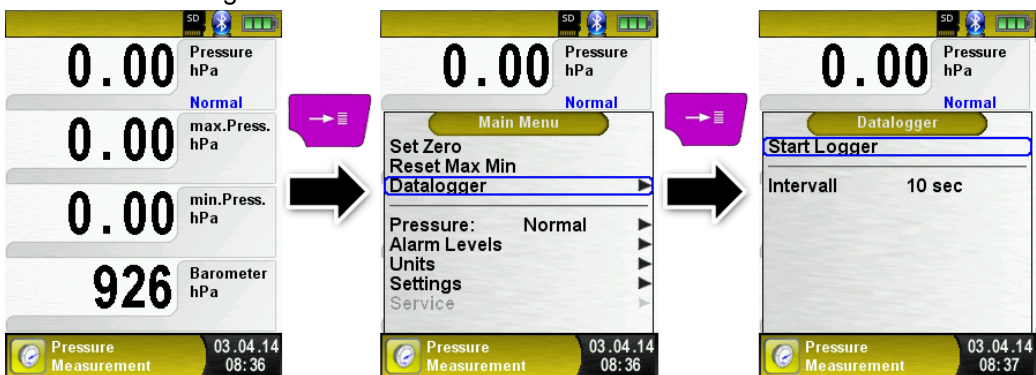 SD
0.00 Pressure
hPa
Normal
0.00 max.Press.
hPa
0.00 min.Press.
hPa
926 Barometer
hPa
Pressure 03.04.14
Measurement 08:36
SD
0.00 Pressure
hPa
Normal
Main Menu
Set Zero
Reset Max Min
Datalogger
Pressure: Normal
Alarm Levels
Units
Settings
Service
Pressure 03.04.14
Measurement 08:36
SD
0.00 Pressure
hPa
Normal
Datalogger
Start Logger
Intervall 10 sec
Pressure 03.04.14
Measurement 08:37